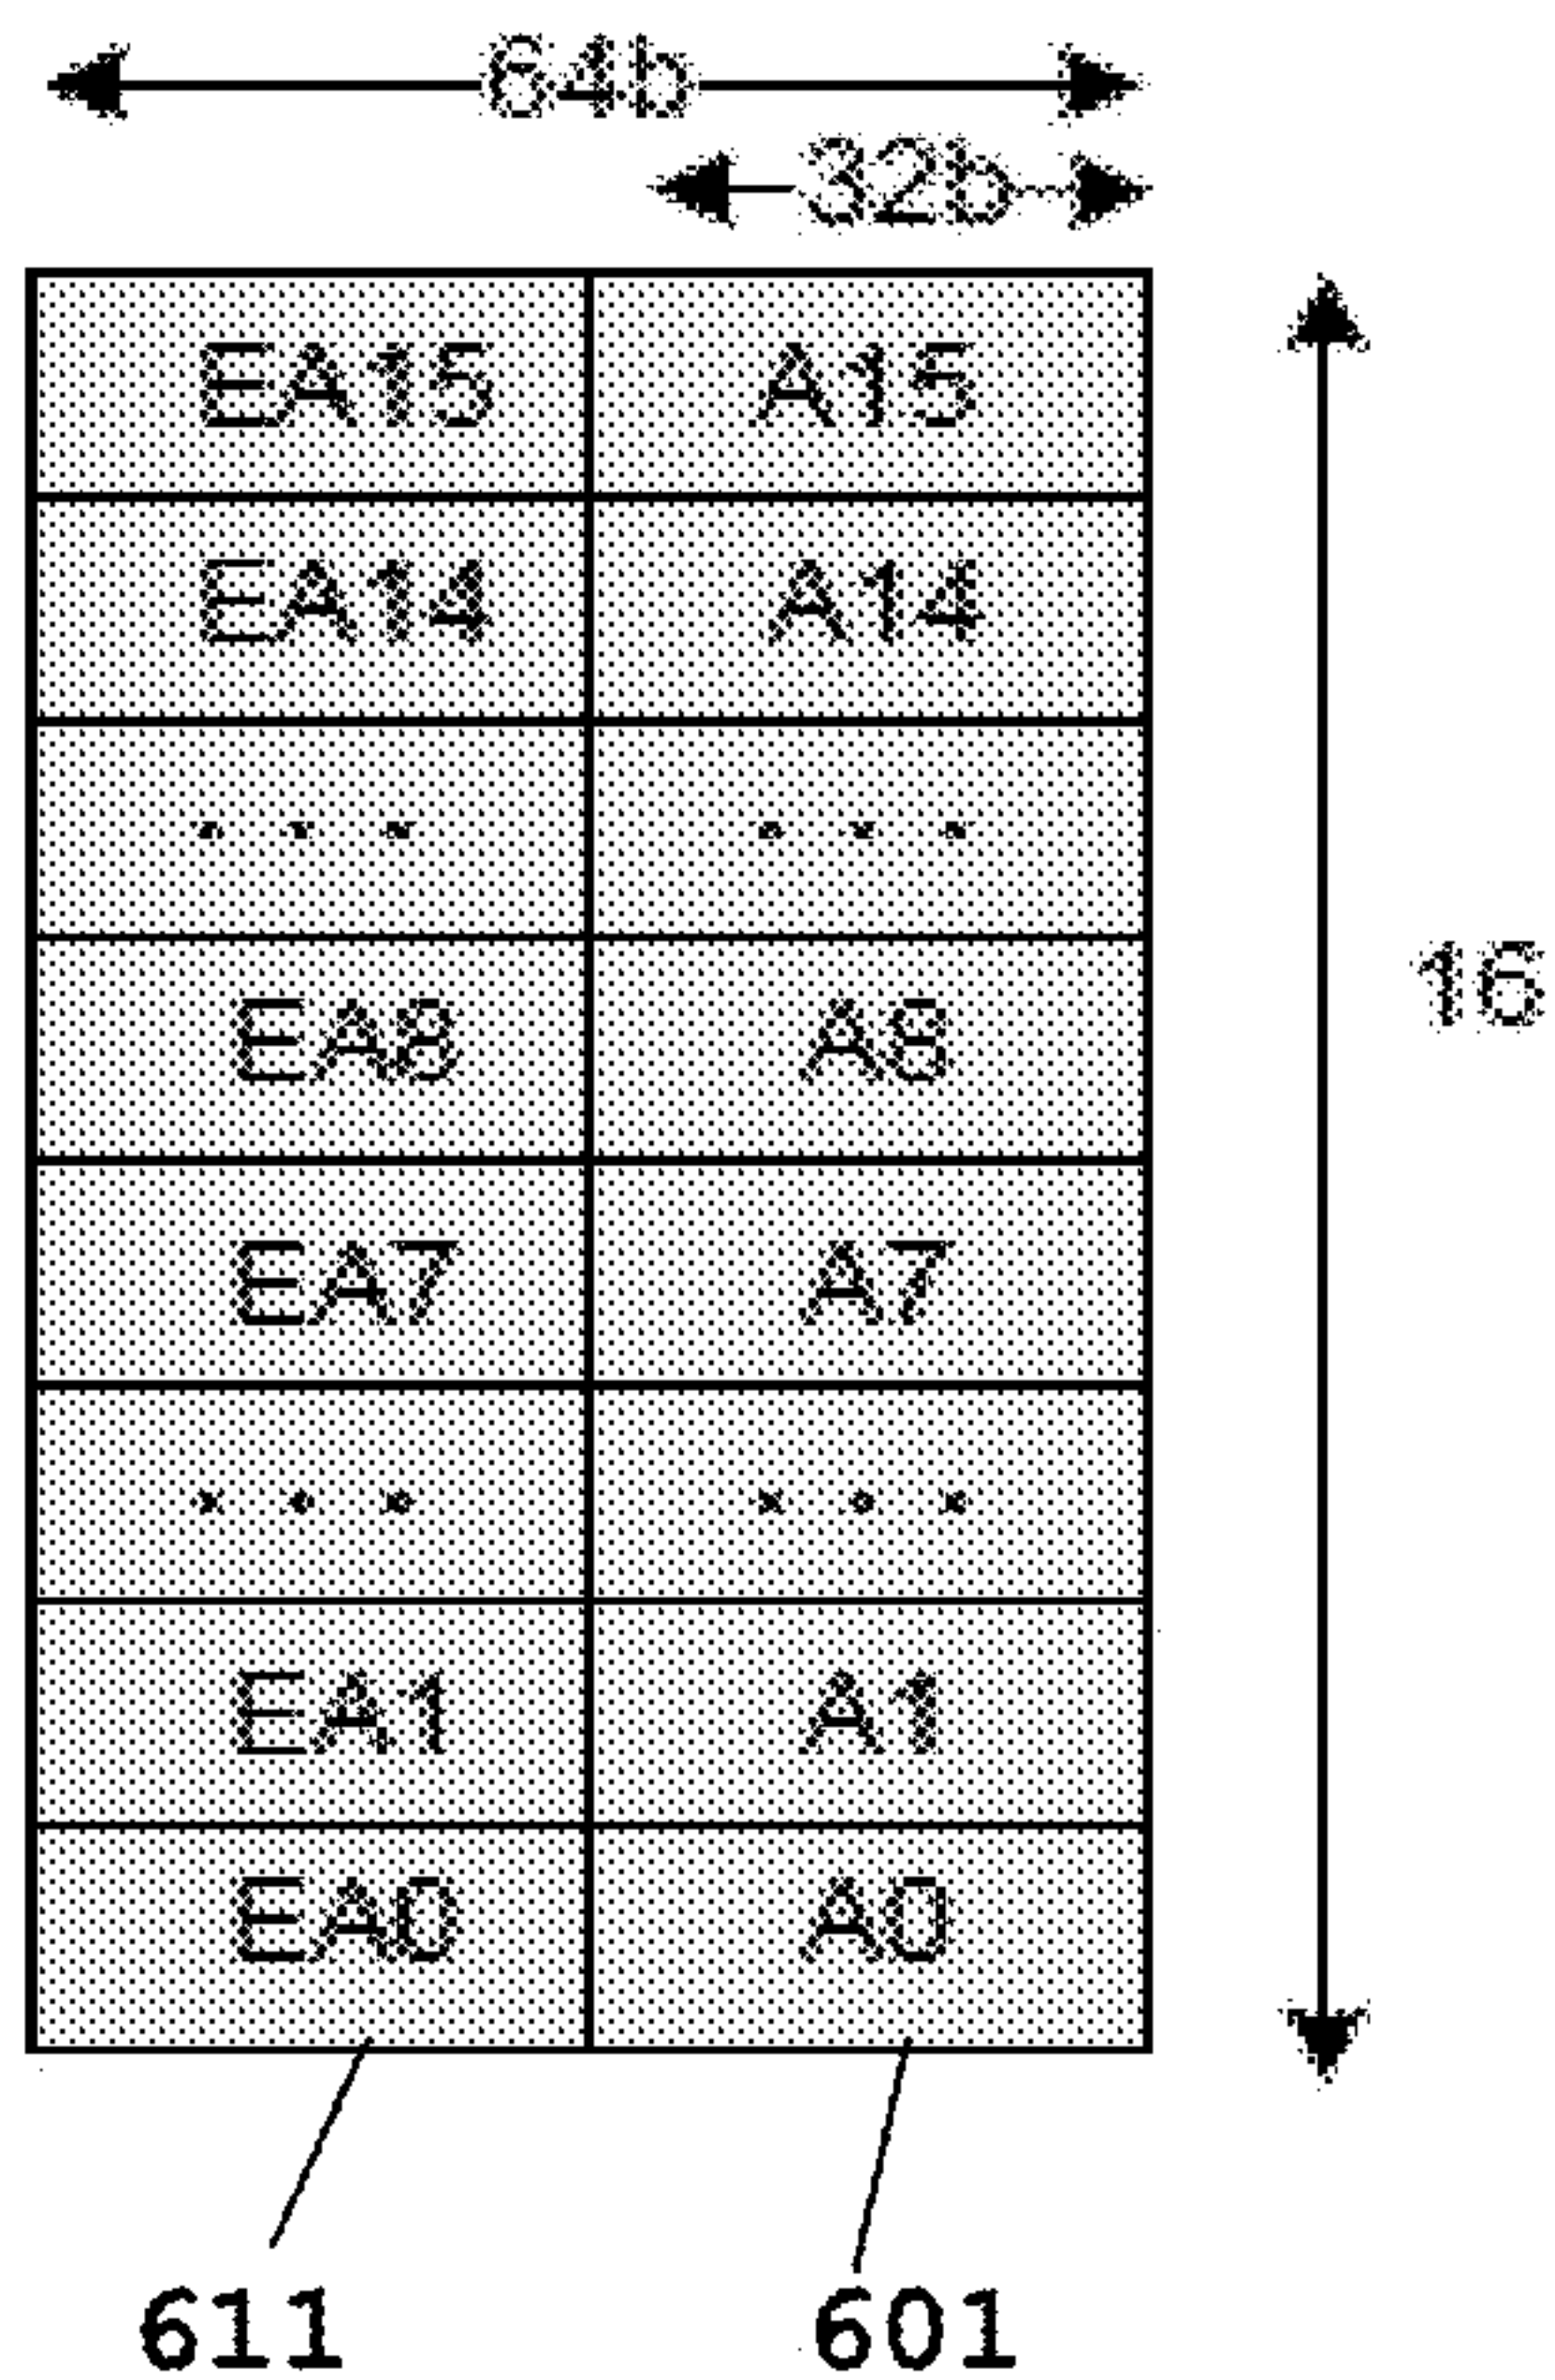 64b
32b
EA15 A15
EA14 A14
. . . . . .
EA8 A8
16
EA7 A7
. . . . . .
EA1 A1
EA0 A0
611 601